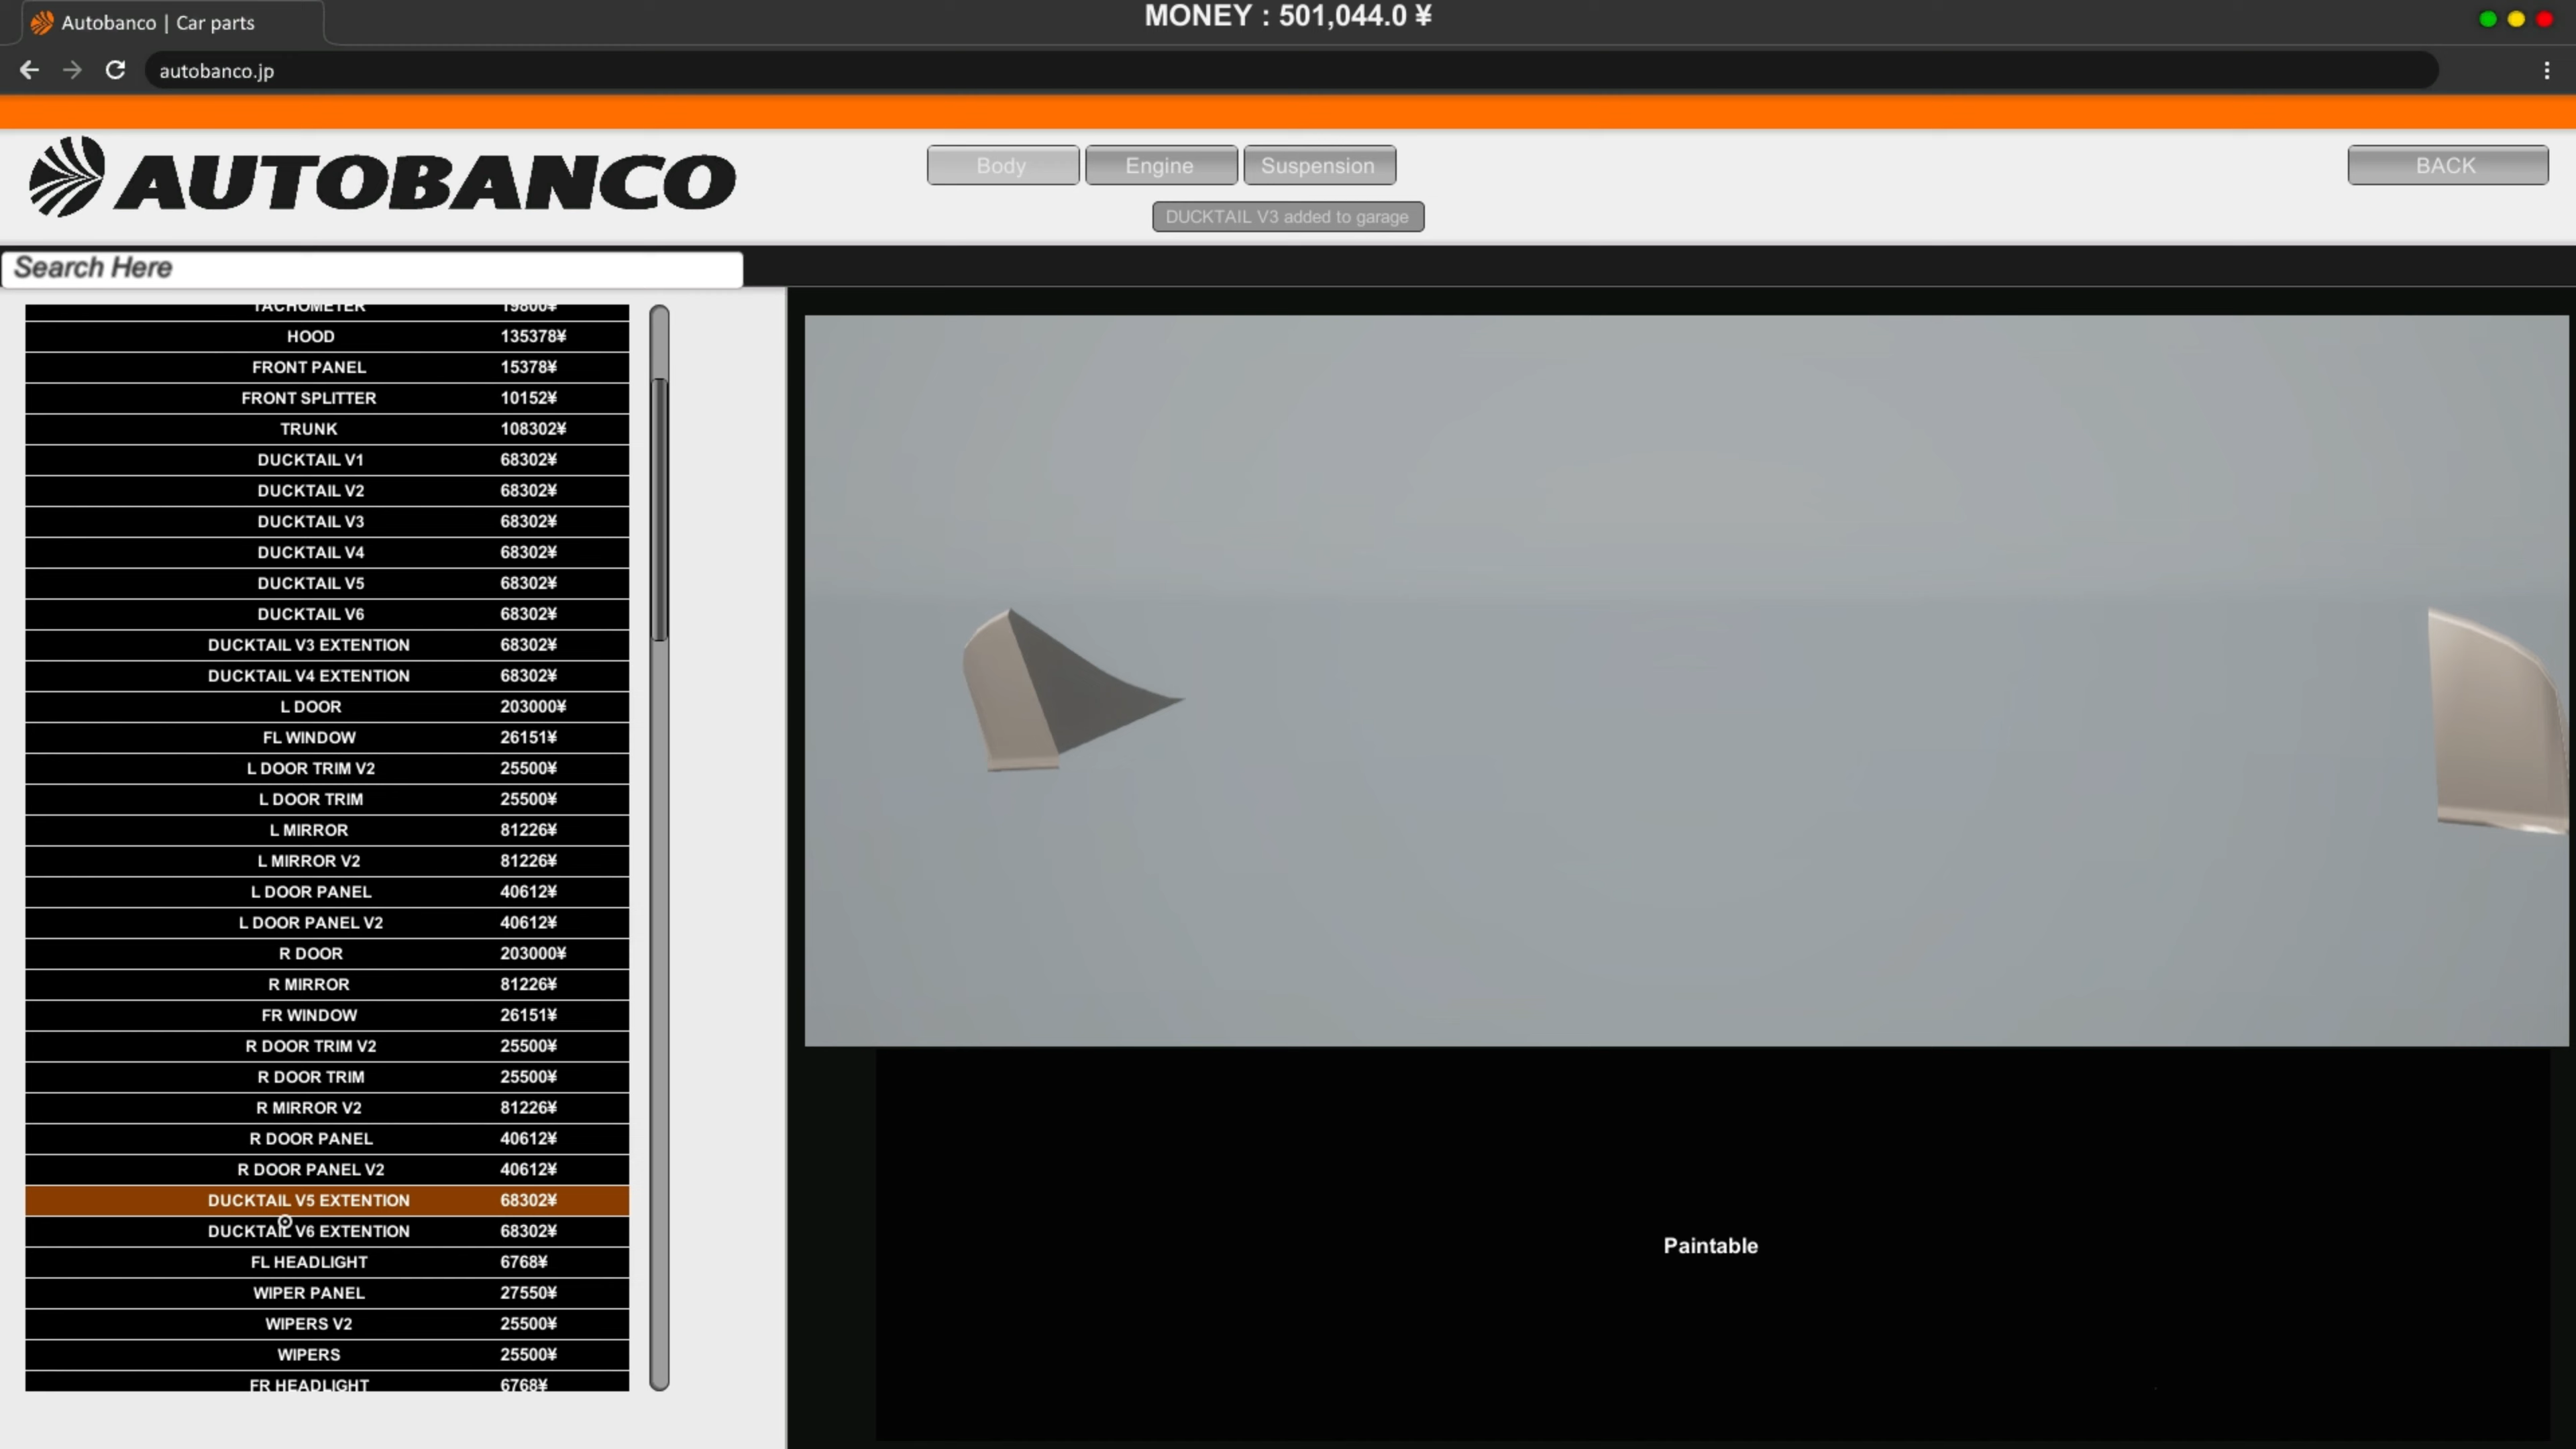 Autobanco | Car parts
MONEY : 501,044.0 ¥
autobanco.jp
AUTOBANCO
Body
Engine
Suspension
BACK
DUCKTAIL V3 added to garage
Search Here
TACHOMETER 19800¥
HOOD 135378¥
FRONT PANEL 15378¥
FRONT SPLITTER 10152¥
TRUNK 108302¥
DUCKTAIL V1 68302¥
DUCKTAIL V2 68302¥
DUCKTAIL V3 68302¥
DUCKTAIL V4 68302¥
DUCKTAIL V5 68302¥
DUCKTAIL V6 68302¥
DUCKTAIL V3 EXTENTION 68302¥
DUCKTAIL V4 EXTENTION 68302¥
L DOOR 203000¥
FL WINDOW 26151¥
L DOOR TRIM V2 25500¥
L DOOR TRIM 25500¥
L MIRROR 81226¥
L MIRROR V2 81226¥
L DOOR PANEL 40612¥
L DOOR PANEL V2 40612¥
R DOOR 203000¥
R MIRROR 81226¥
FR WINDOW 26151¥
R DOOR TRIM V2 25500¥
R DOOR TRIM 25500¥
R MIRROR V2 81226¥
R DOOR PANEL 40612¥
R DOOR PANEL V2 40612¥
DUCKTAIL V5 EXTENTION 68302¥
DUCKTAIL V6 EXTENTION 68302¥
FL HEADLIGHT 6768¥
WIPER PANEL 27550¥
WIPERS V2 25500¥
WIPERS 25500¥
FR HEADLIGHT 6768¥
Paintable